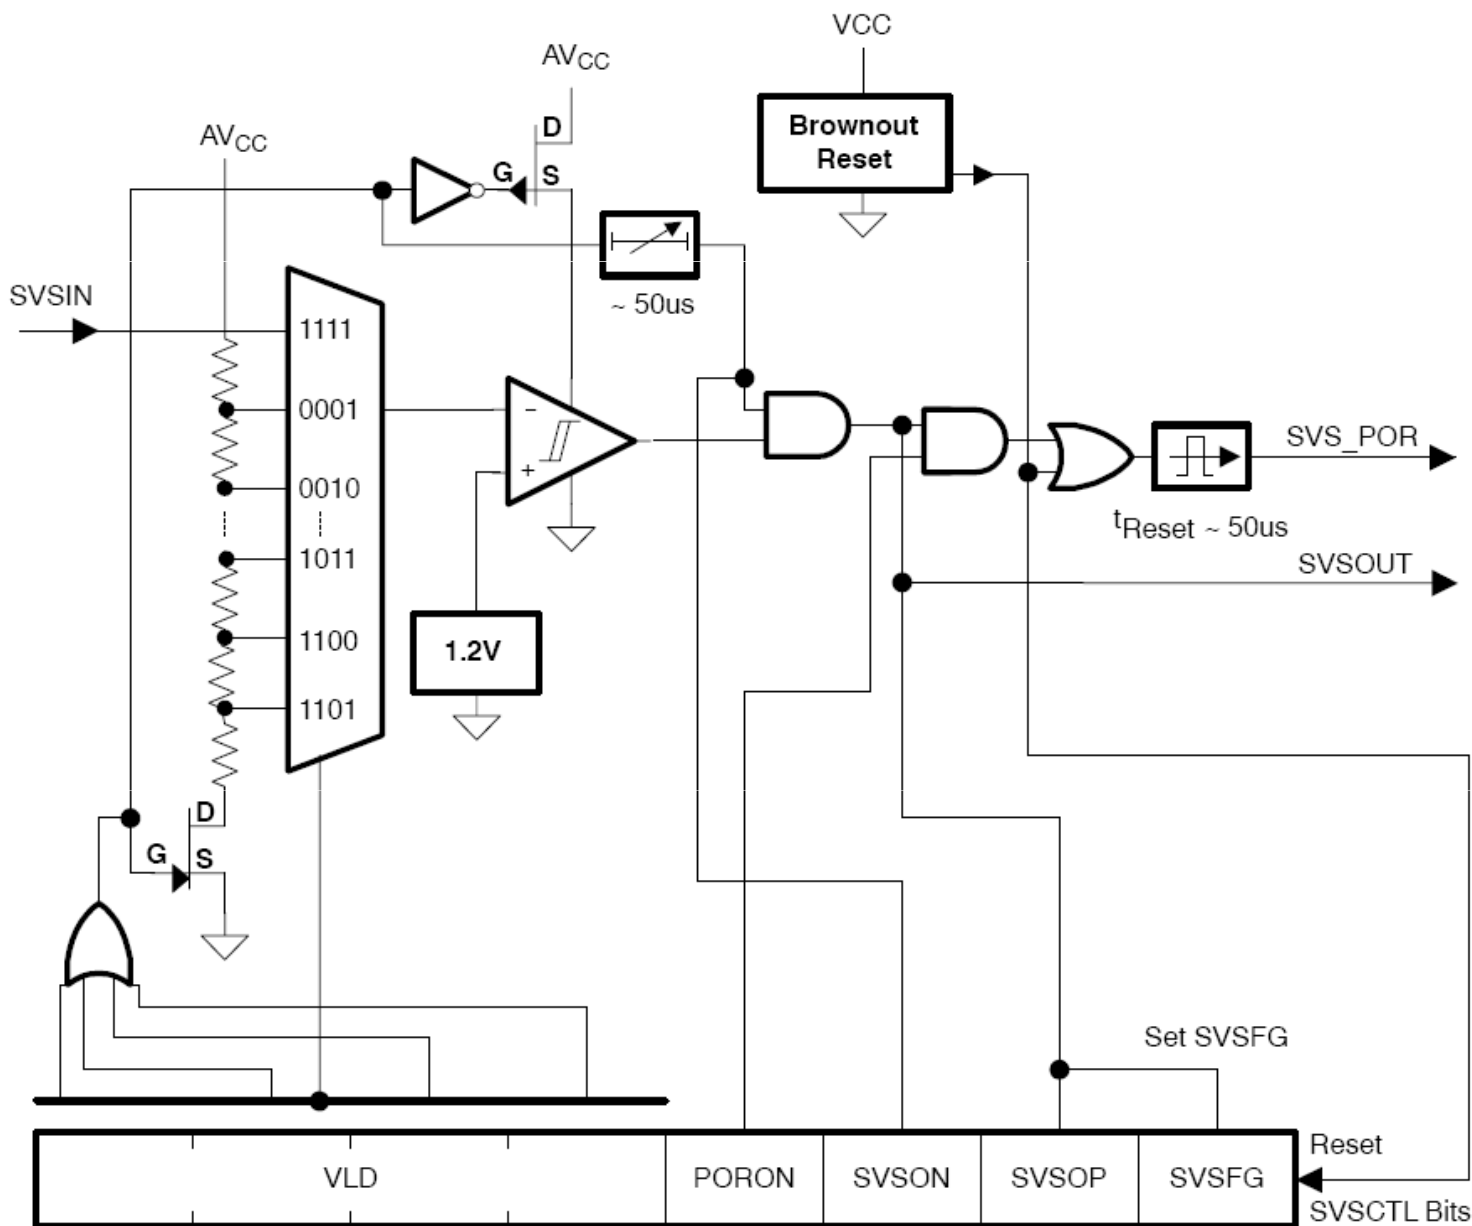 VCC
AVCC
Brownout
Reset
AVCC
D
G
S
SVSIN
~ 50us
1111
0001
-
0010
+
1011
1100
1101
1.2V
SVS_POR
tReset ~ 50us
SVSOUT
D
G
S
Set SVSFG
VLD
PORON
SVSON
SVSOP
SVSFG
Reset
SVSCTL Bits